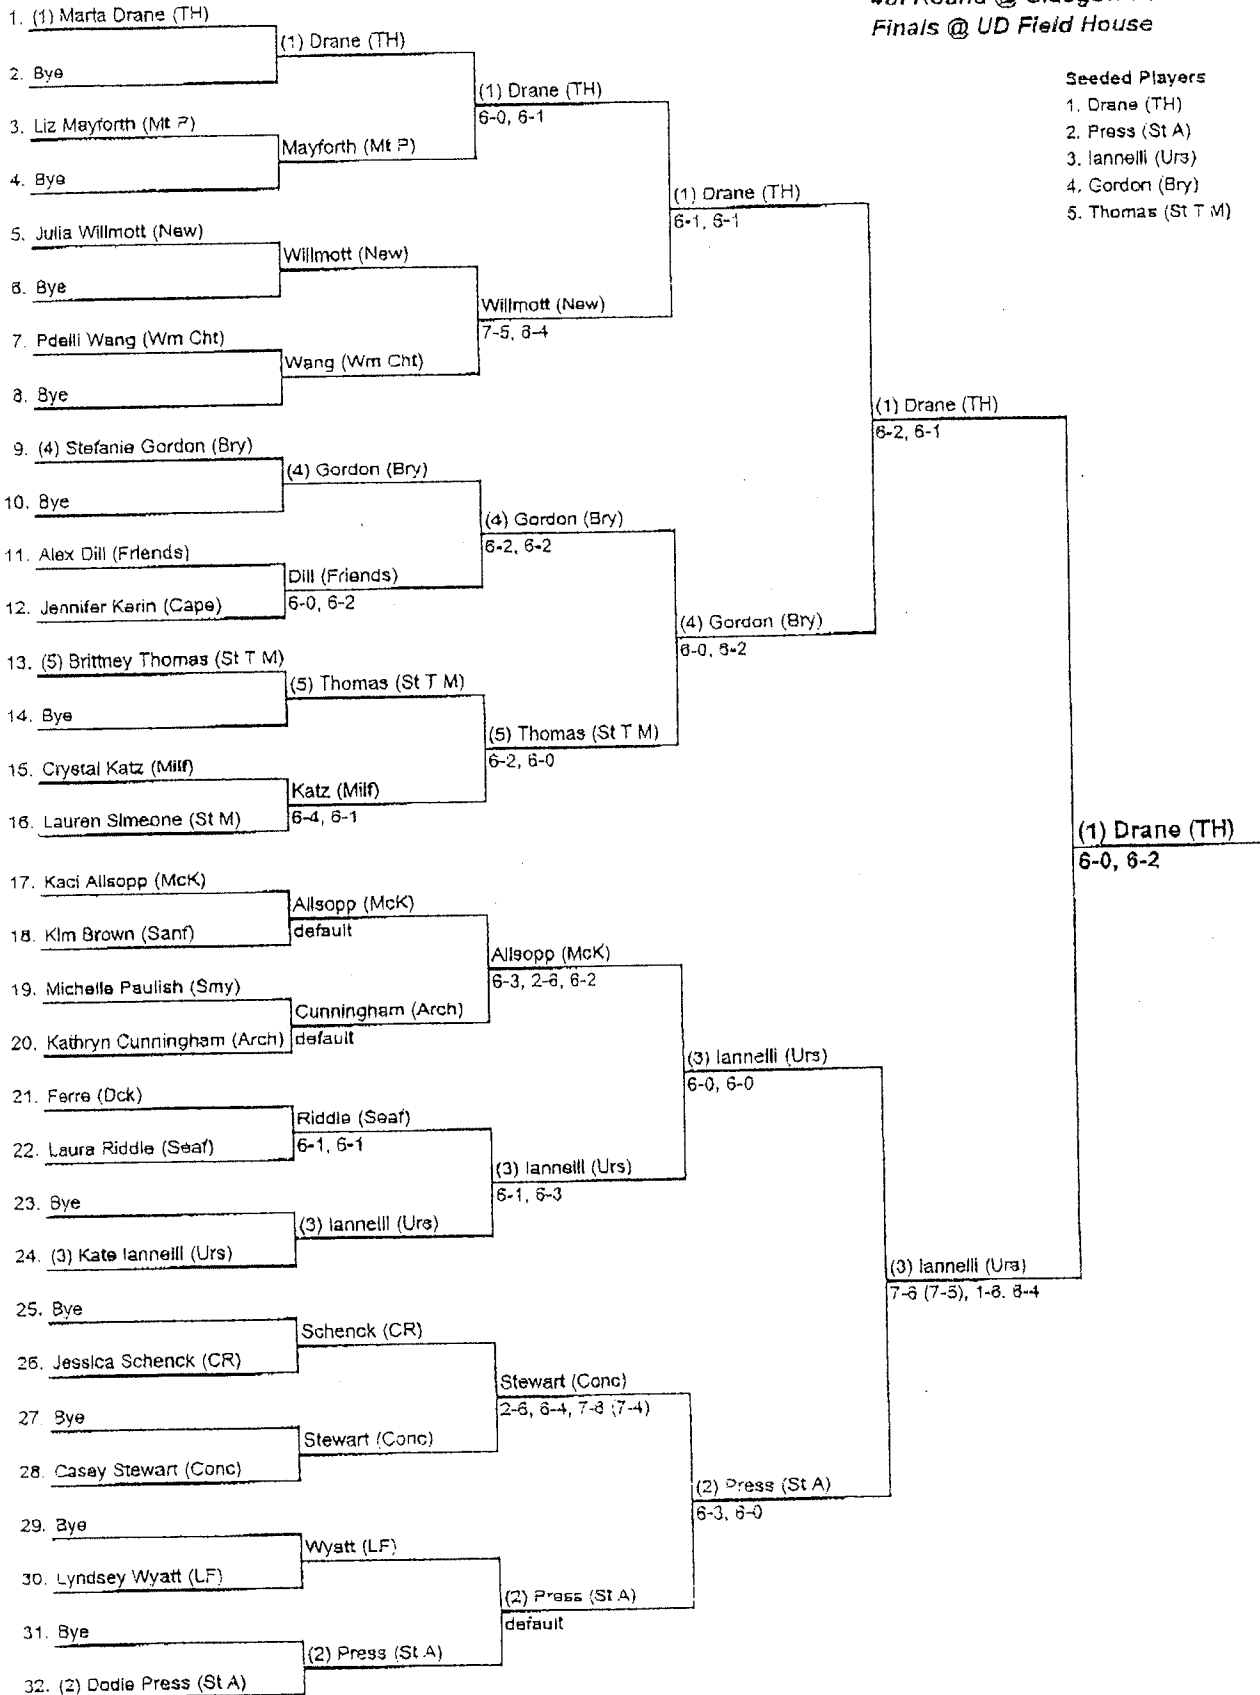 Finals @ UD Field House
Seeded Players
1. Drane (TH)
2. Press (St A)
3. Iannelli (Urs)
4. Gordon (Bry)
5. Thomas (St T M)
1. (1) Marta Drane (TH)
2. Bye
3. Liz Mayforth (Mt P)
4. Bye
5. Julia Willmott (New)
6. Bye
7. Pdelli Wang (Wm Cht)
8. Bye
9. (4) Stefanie Gordon (Bry)
10. Bye
11. Alex Dill (Friends)
12. Jennifer Karin (Cape)
13. (5) Brittney Thomas (St T M)
14. Bye
15. Crystal Katz (Milf)
16. Lauren Simeone (St M)
17. Kaci Allsopp (McK)
18. Kim Brown (Sanf)
19. Michelle Paulish (Smy)
20. Kathryn Cunningham (Arch)
21. Ferre (Dck)
22. Laura Riddle (Seaf)
23. Bye
24. (3) Kate Iannelli (Urs)
25. Bye
26. Jessica Schenck (CR)
27. Bye
28. Casey Stewart (Conc)
29. Bye
30. Lyndsey Wyatt (LF)
31. Bye
32. (2) Dodie Press (St A)
(1) Drane (TH)
Mayforth (Mt P)
Willmott (New)
Wang (Wm Cht)
(4) Gordon (Bry)
Dill (Friends)
6-0, 6-2
(5) Thomas (St T M)
Katz (Milf)
6-4, 6-1
Allsopp (McK)
default
Cunningham (Arch)
default
Riddle (Seaf)
6-1, 6-1
(3) Iannelli (Urs)
Schenck (CR)
Stewart (Conc)
Wyatt (LF)
(2) Press (St A)
(1) Drane (TH)
6-0, 6-1
Willmott (New)
7-5, 6-4
(4) Gordon (Bry)
6-2, 6-2
(5) Thomas (St T M)
6-2, 6-0
Allsopp (McK)
6-3, 2-6, 6-2
(3) Iannelli (Urs)
6-1, 6-3
Stewart (Conc)
2-6, 6-4, 7-6 (7-4)
(2) Press (St A)
default
(1) Drane (TH)
6-1, 6-1
(4) Gordon (Bry)
6-0, 6-2
(3) Iannelli (Urs)
6-0, 6-0
(2) Press (St A)
6-3, 6-0
(1) Drane (TH)
6-2, 6-1
(3) Iannelli (Urs)
7-6 (7-5), 1-6. 6-4
(1) Drane (TH)
6-0, 6-2